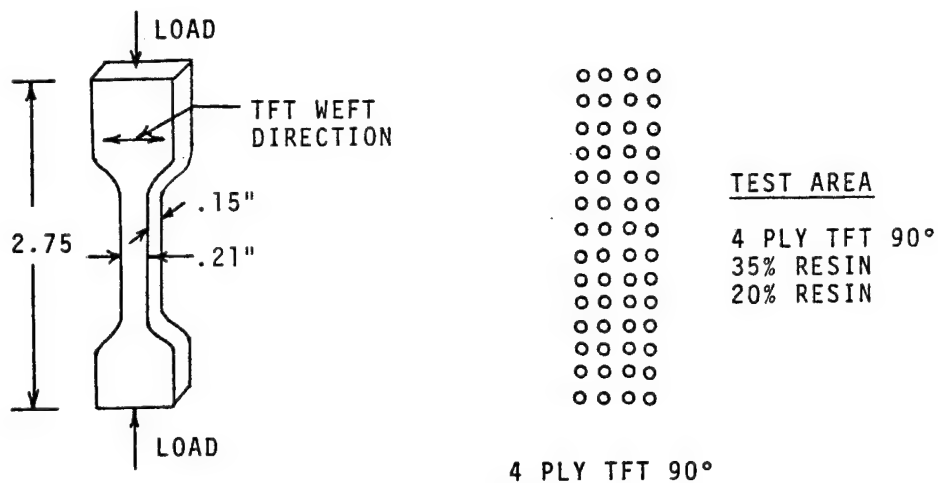 LOAD
TFT WEFT
DIRECTION
.15"
2.75
.21"
LOAD
TEST AREA
4 PLY TFT 90°
35% RESIN
20% RESIN
4 PLY TFT 90°